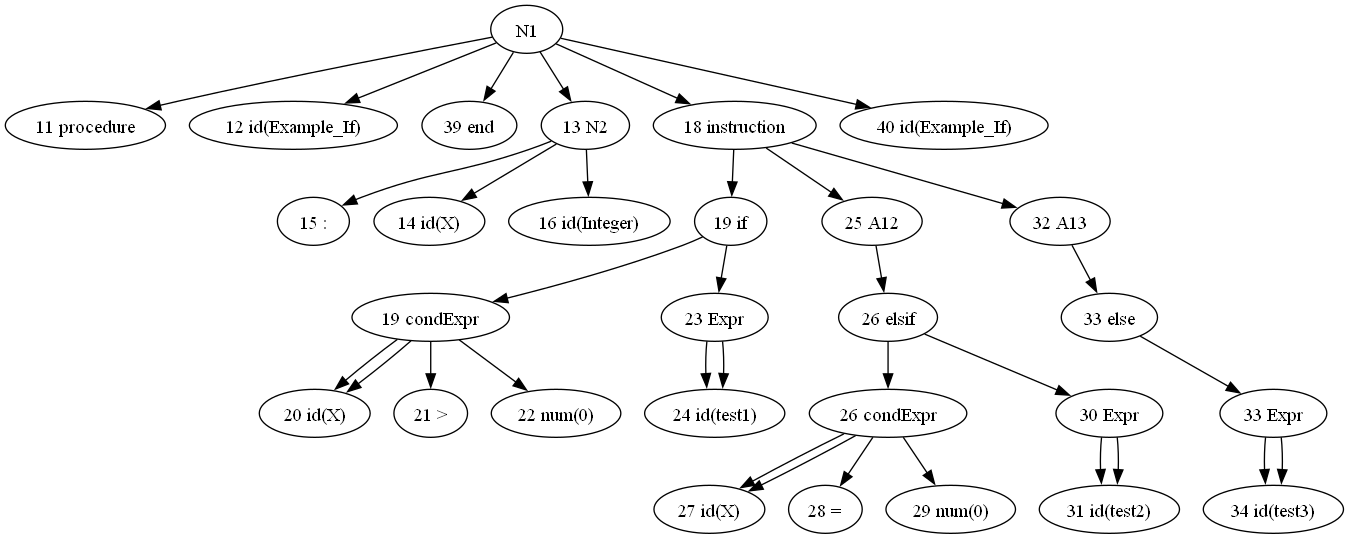 N1
11 procedure
12 id(Example_If)
39 end
13 N2
18 instruction
40 id(Example_If)
15 :
14 id(X)
16 id(Integer)
19 if
25 A12
32 A13
19 condExpr
23 Expr
26 elsif
33 else
20 id(X)
21 >
22 num(0)
24 id(test1)
26 condExpr
30 Expr
33 Expr
27 id(X)
28 =
29 num(0)
31 id(test2)
34 id(test3)